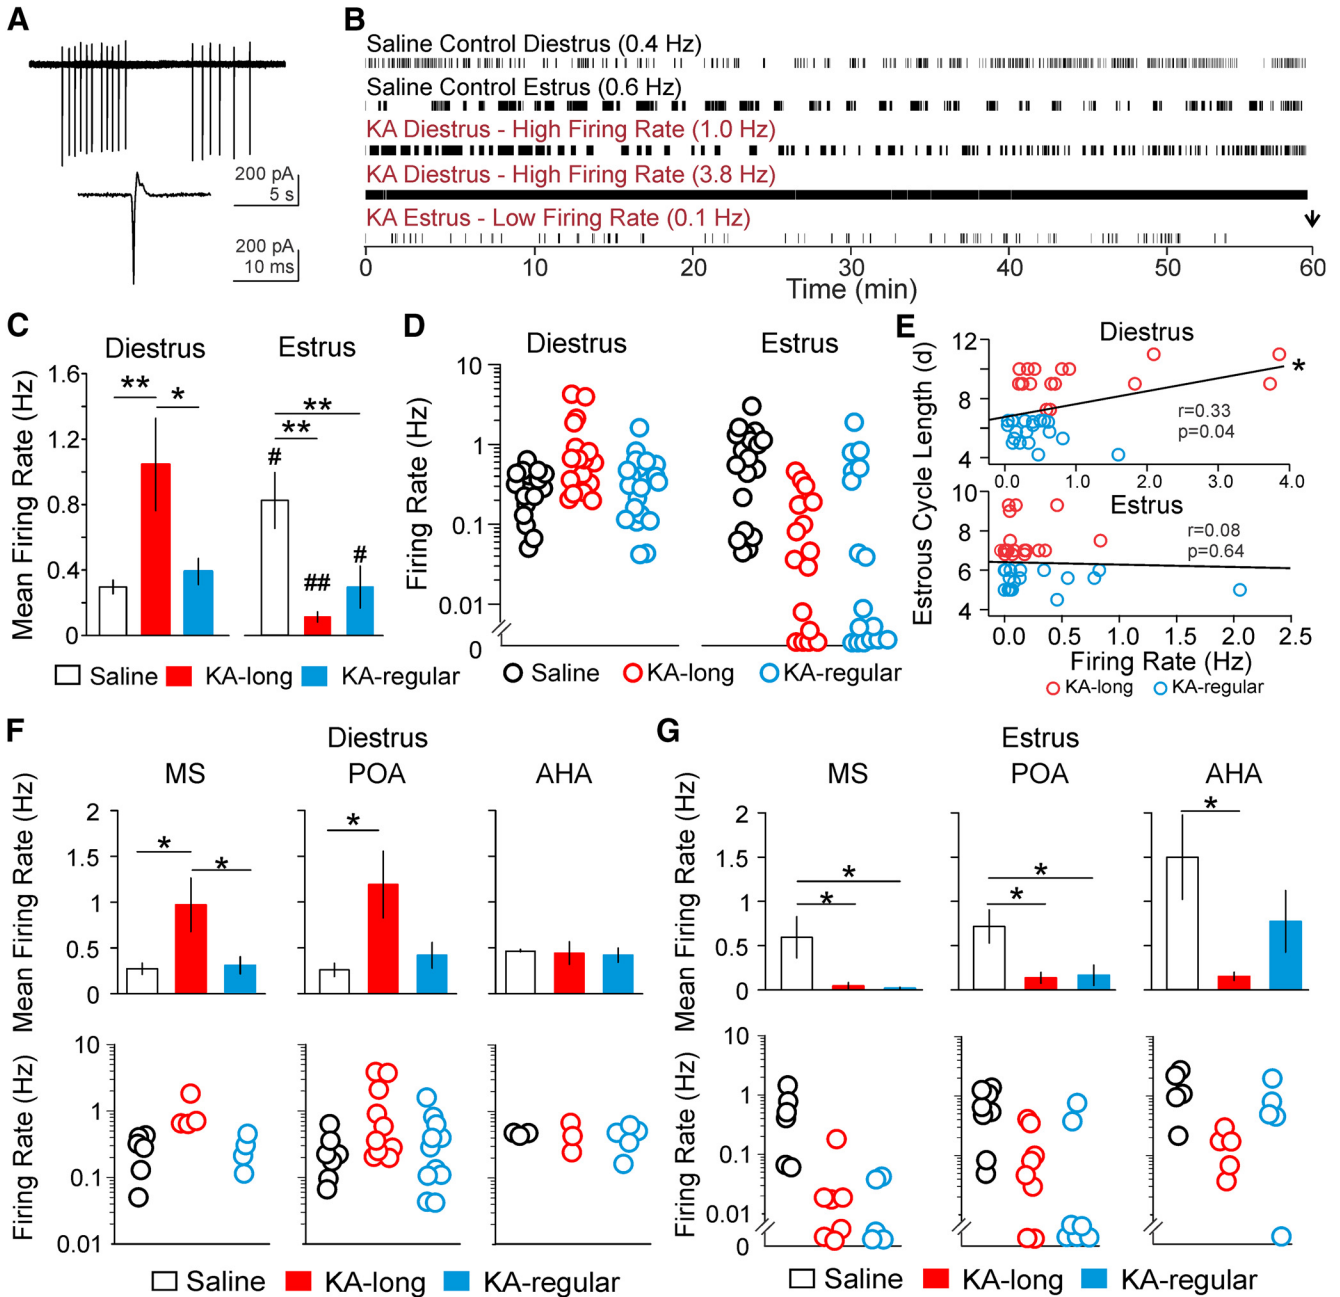 A
200 pA
5 s
200 pA
10 ms
B
Saline Control Diestrus (0.4 Hz)
Saline Control Estrus (0.6 Hz)
KA Diestrus - High Firing Rate (1.0 Hz)
KA Diestrus - High Firing Rate (3.8 Hz)
KA Estrus - Low Firing Rate (0.1 Hz)
0 10 20 30 40 50 60
Time (min)
C
Diestrus Estrus
Mean Firing Rate (Hz)
1.6
1.2
0.8
0.4
0
** *
**
**
# ## #
Saline KA-long KA-regular
D
Diestrus Estrus
Firing Rate (Hz)
10
1
0.1
0.01
0
Saline KA-long KA-regular
E
Estrous Cycle Length (d)
Diestrus
12
8
4
*
r=0.33
p=0.04
0.0 1.0 2.0 3.0 4.0
Estrus
10
8
6
4
r=0.08
p=0.64
0.0 0.5 1.0 1.5 2.0 2.5
Firing Rate (Hz)
KA-long KA-regular
F
Diestrus
MS POA AHA
Mean Firing Rate (Hz)
2
1.5
1
0.5
0
* * *
Firing Rate (Hz)
10
1
0.1
0.01
Saline KA-long KA-regular
G
Estrus
MS POA AHA
Mean Firing Rate (Hz)
2
1.5
1
0.5
0
* * * * *
Firing Rate (Hz)
10
1
0.1
0.01
0
Saline KA-long KA-regular